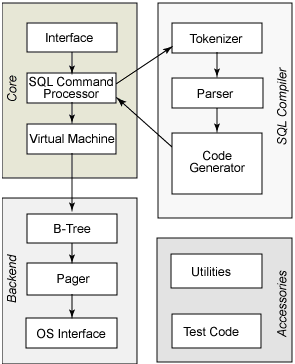 Core
Interface
SQL Command
Processor
Virtual Machine
SQL Compiler
Tokenizer
Parser
Code
Generator
Backend
B-Tree
Pager
OS Interface
Accessories
Utilities
Test Code